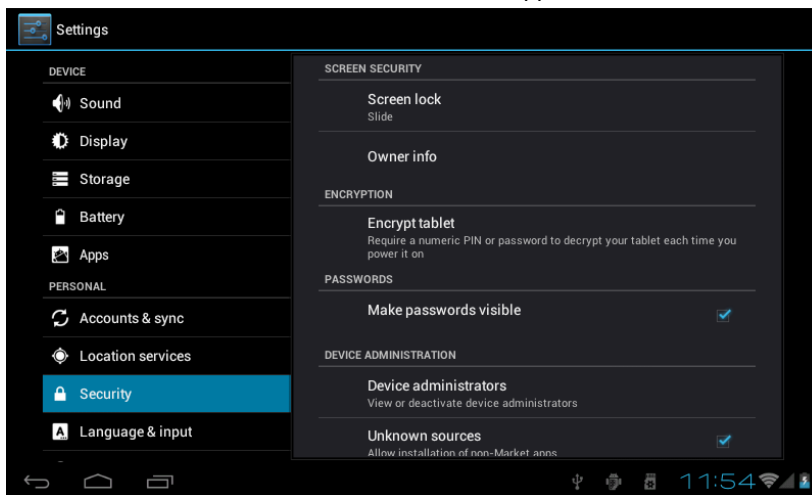 Settings
DEVICE
Sound
Display
Storage
Battery
Apps
PERSONAL
Accounts & sync
Location services
Security
Language & input
SCREEN SECURITY
Screen lock
Slide
Owner info
ENCRYPTION
Encrypt tablet
Require a numeric PIN or password to decrypt your tablet each time you
power it on
PASSWORDS
Make passwords visible
DEVICE ADMINISTRATION
Device administrators
View or deactivate device administrators
Unknown sources
Allow installation of non-Market apps
11:54